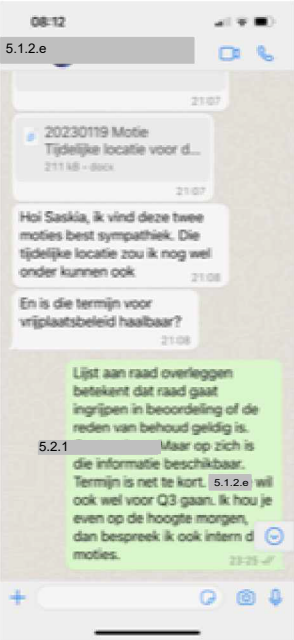 08:12
5.1.2.e
21:07
20230119 Motie
Tijdelijke locatie voor d...
211 kB - docx
21:07
Hoi Saskia, ik vind deze twee
moties best sympathiek. Die
tijdelijke locatie zou ik nog wel
onder kunnen ook
21:08
En is die termijn voor
vrijplaatsbeleid haalbaar?
21:08
Lijst aan raad overleggen
betekent dat raad gaat
ingrijpen in beoordeling of de
reden van behoud geldig is.
5.2.1 Maar op zich is
die informatie beschikbaar.
Termijn is net te kort. 5.1.2.e wil
ook wel voor Q3 gaan. Ik hou je
even op de hoogte morgen,
dan bespreek ik ook intern d
moties.
23:25